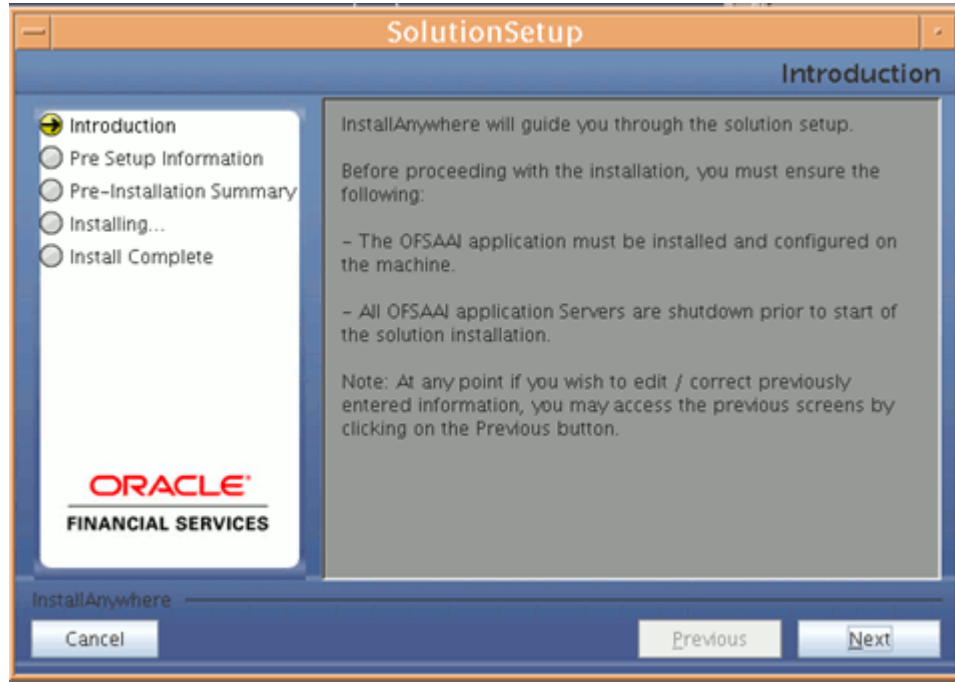 SolutionSetup
Introduction
Introduction
Pre Setup Information
Pre-Installation Summary
Installing...
Install Complete
ORACLE®
FINANCIAL SERVICES
InstallAnywhere will guide you through the solution setup.
Before proceeding with the installation, you must ensure the
following:
- The OFSAAI application must be installed and configured on
the machine.
- All OFSAAI application Servers are shutdown prior to start of
the solution installation.
Note: At any point if you wish to edit / correct previously
entered information, you may access the previous screens by
clicking on the Previous button.
InstallAnywhere
Cancel
Previous
Next